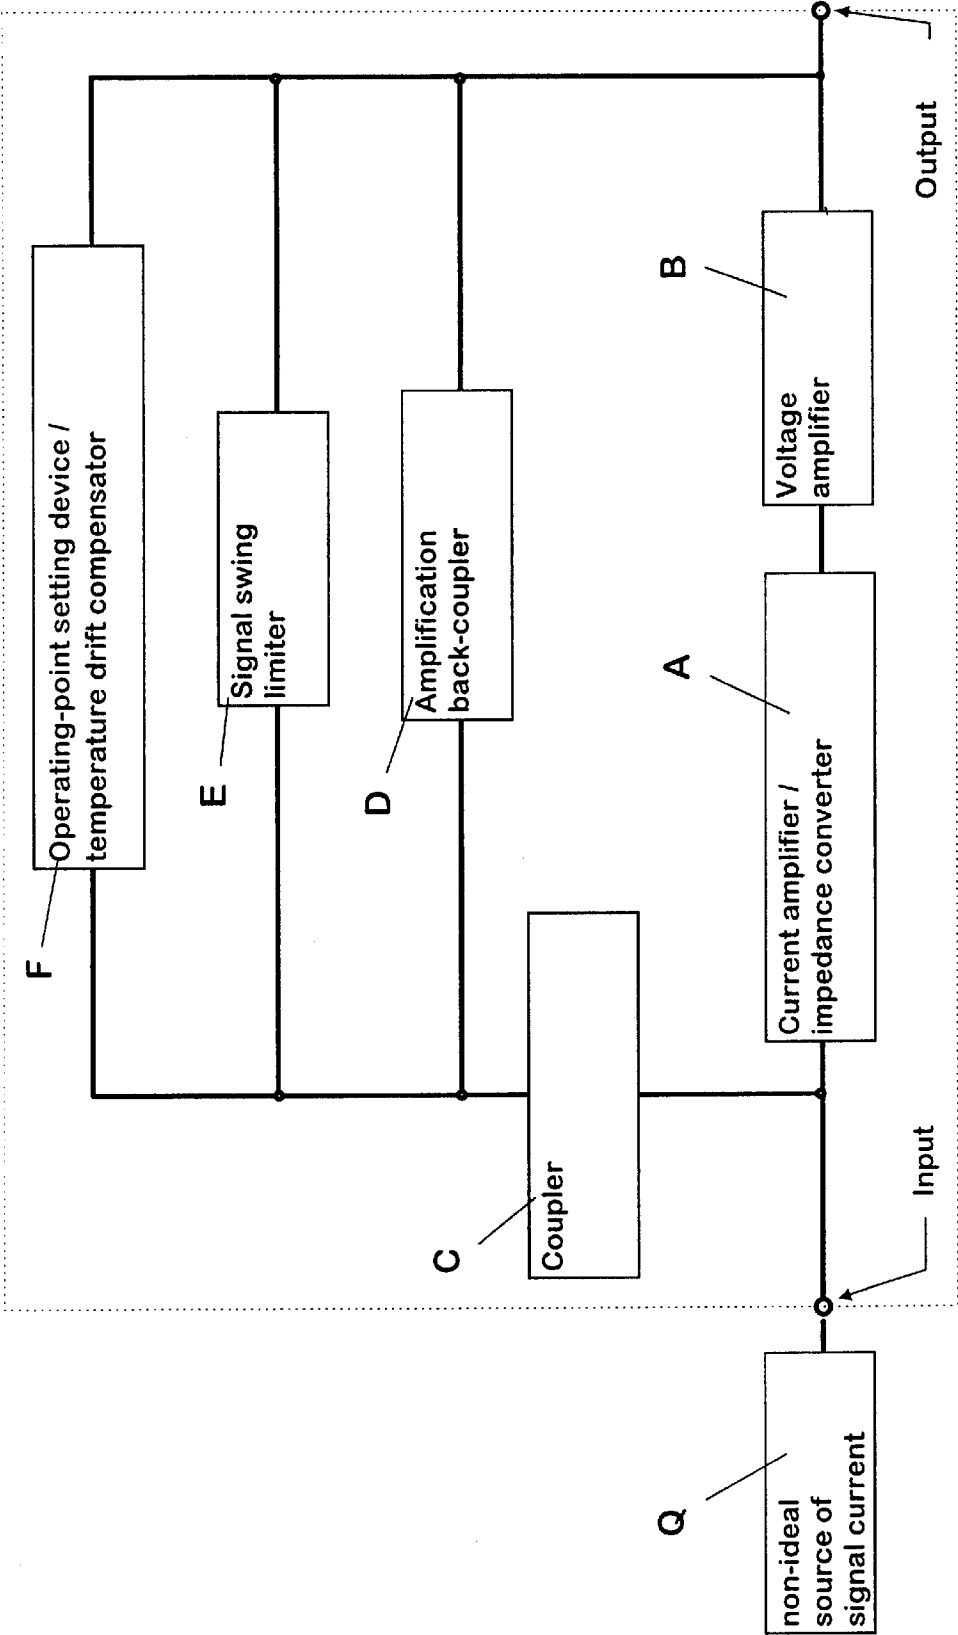 F
Operating-point setting device /
temperature drift compensator
E
Signal swing
limiter
D
Amplification
back-coupler
C
Coupler
Q
non-ideal
source of
signal current
Input
A
Current amplifier /
impedance converter
B
Voltage
amplifier
Output